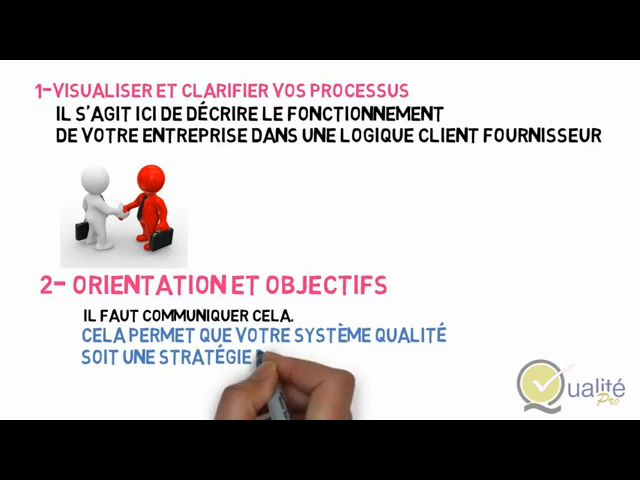 1-VISUALISER ET CLARIFIER VOS PROCESSUS
IL S'AGIT ICI DE DÉCRIRE LE FONCTIONNEMENT
DE VOTRE ENTREPRISE DANS UNE LOGIQUE CLIENT FOURNISSEUR
2- ORIENTATION ET OBJECTIFS
IL FAUT COMMUNIQUER CELA.
CELA PERMET QUE VOTRE SYSTÈME QUALITÉ
SOIT UNE STRATÉGIE
Qualité
Pro